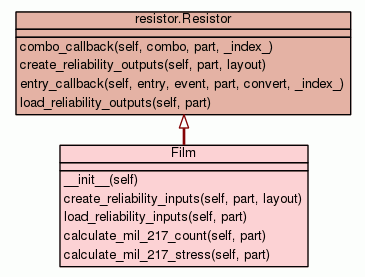 resistor.Resistor
combo_callback(self, combo, part, _index_)
create_reliability_outputs(self, part, layout)
entry_callback(self, entry, event, part, convert, _index_)
load_reliability_outputs(self, part)
Film
__init__(self)
create_reliability_inputs(self, part, layout)
load_reliability_inputs(self, part)
calculate_mil_217_count(self, part)
calculate_mil_217_stress(self, part)